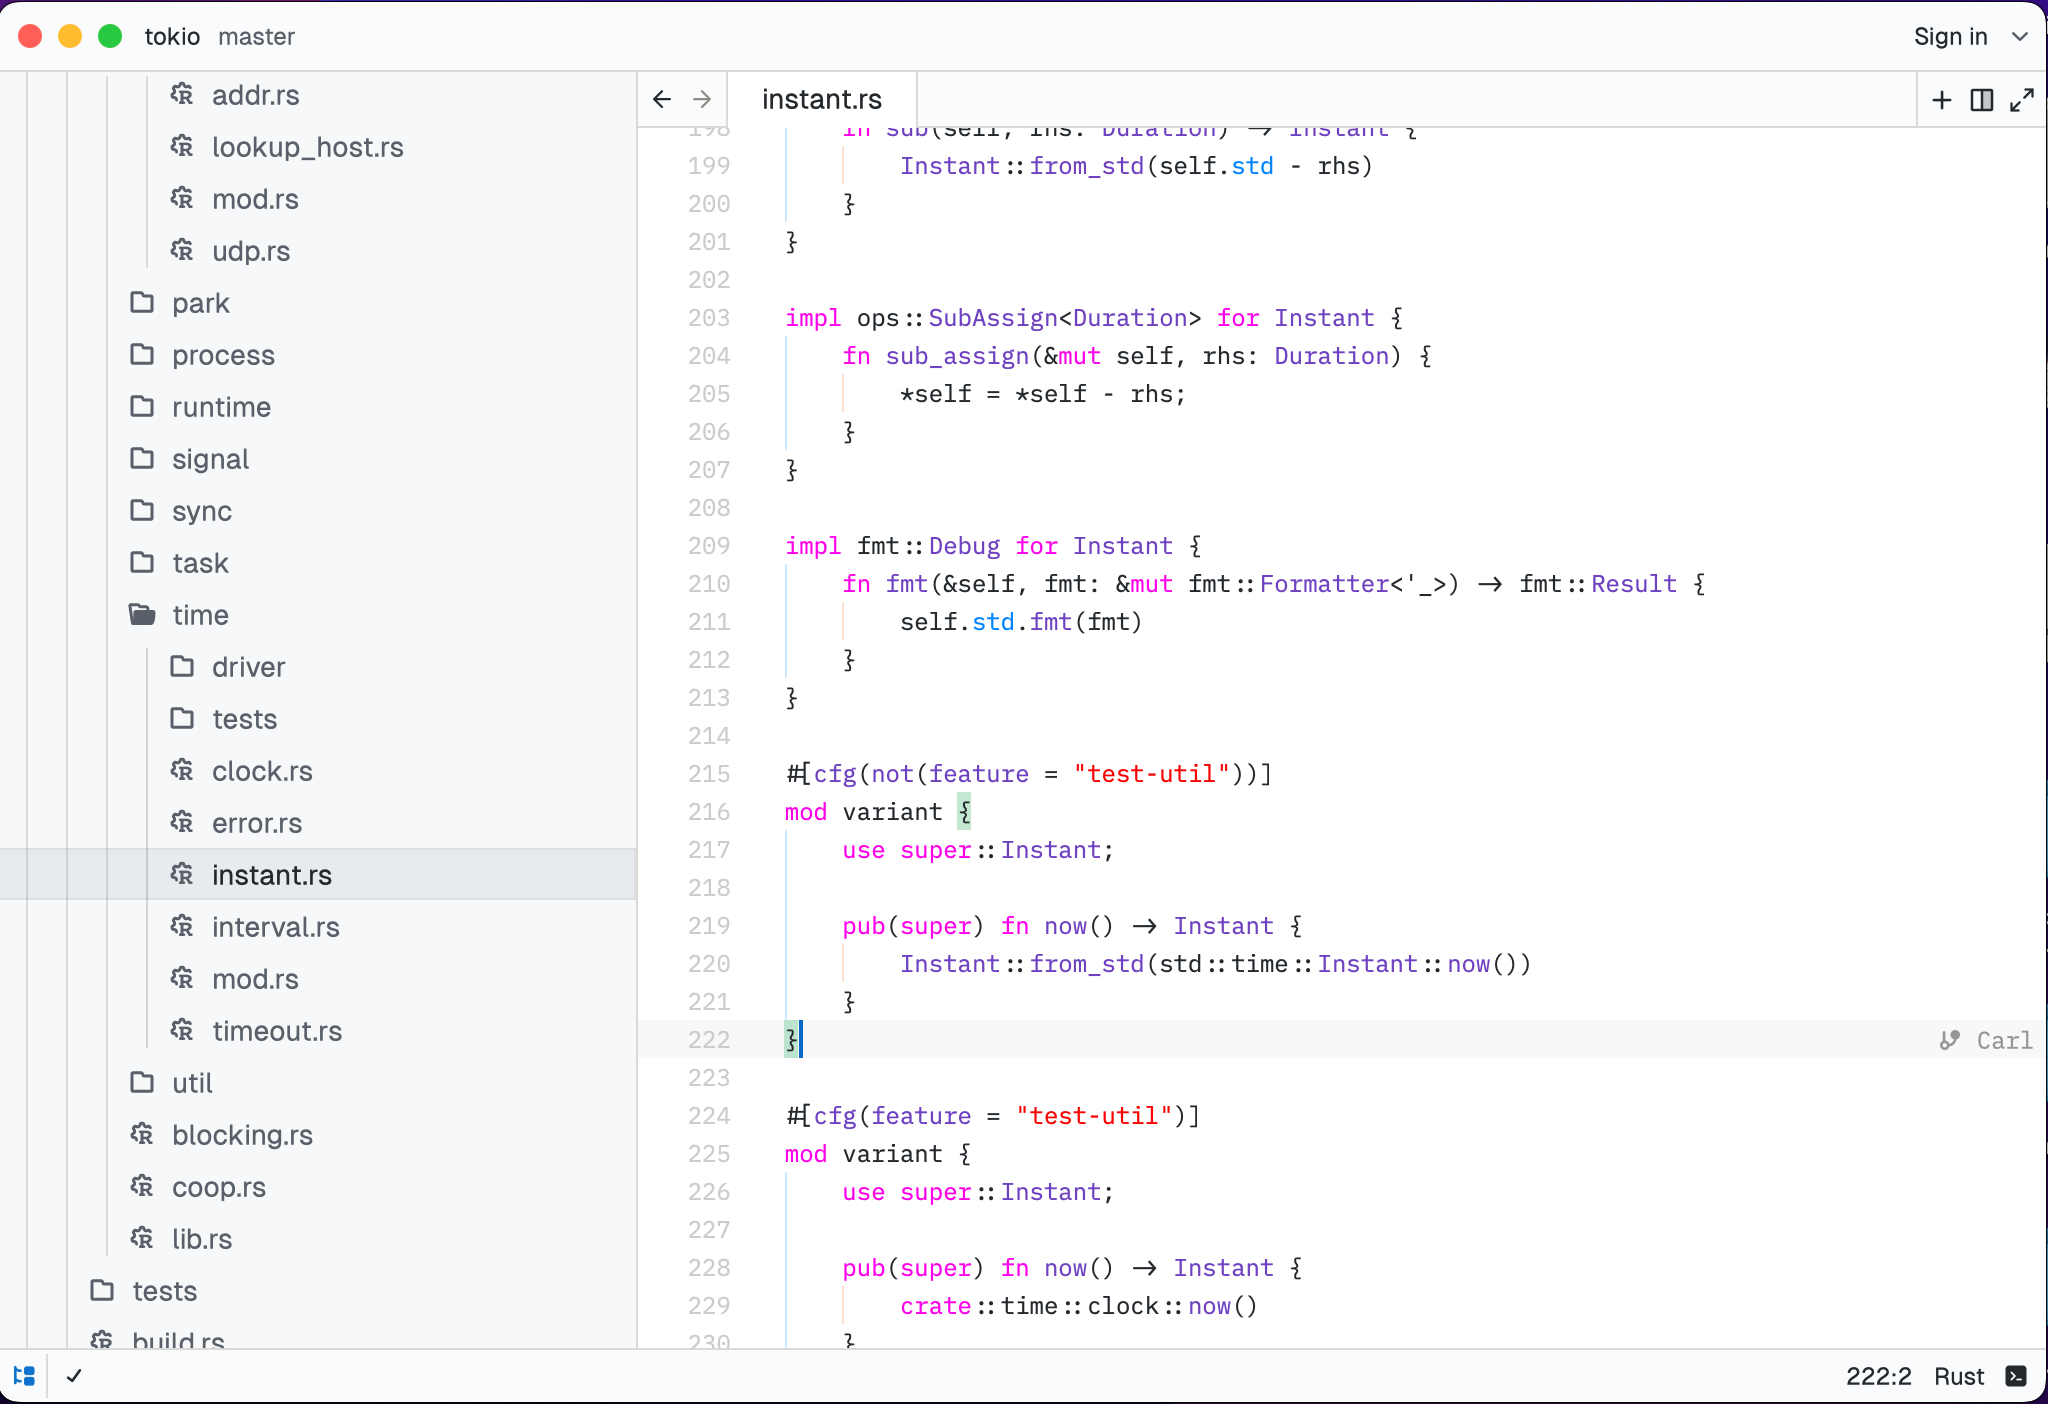 tokio master
Sign in
addr.rs
lookup_host.rs
mod.rs
udp.rs
park
process
runtime
signal
sync
task
time
driver
tests
clock.rs
error.rs
instant.rs
interval.rs
mod.rs
timeout.rs
util
blocking.rs
coop.rs
lib.rs
tests
build.rs
instant.rs
198 fn sub(self, rhs: Duration) -> Instant {
199 Instant::from_std(self.std - rhs)
200 }
201 }
202
203 impl ops::SubAssign<Duration> for Instant {
204 fn sub_assign(&mut self, rhs: Duration) {
205 *self = *self - rhs;
206 }
207 }
208
209 impl fmt::Debug for Instant {
210 fn fmt(&self, fmt: &mut fmt::Formatter<'_>) -> fmt::Result {
211 self.std.fmt(fmt)
212 }
213 }
214
215 #[cfg(not(feature = "test-util"))]
216 mod variant {
217 use super::Instant;
218
219 pub(super) fn now() -> Instant {
220 Instant::from_std(std::time::Instant::now())
221 }
222 } Carl
223
224 #[cfg(feature = "test-util")]
225 mod variant {
226 use super::Instant;
227
228 pub(super) fn now() -> Instant {
229 crate::time::clock::now()
230 }
222:2 Rust